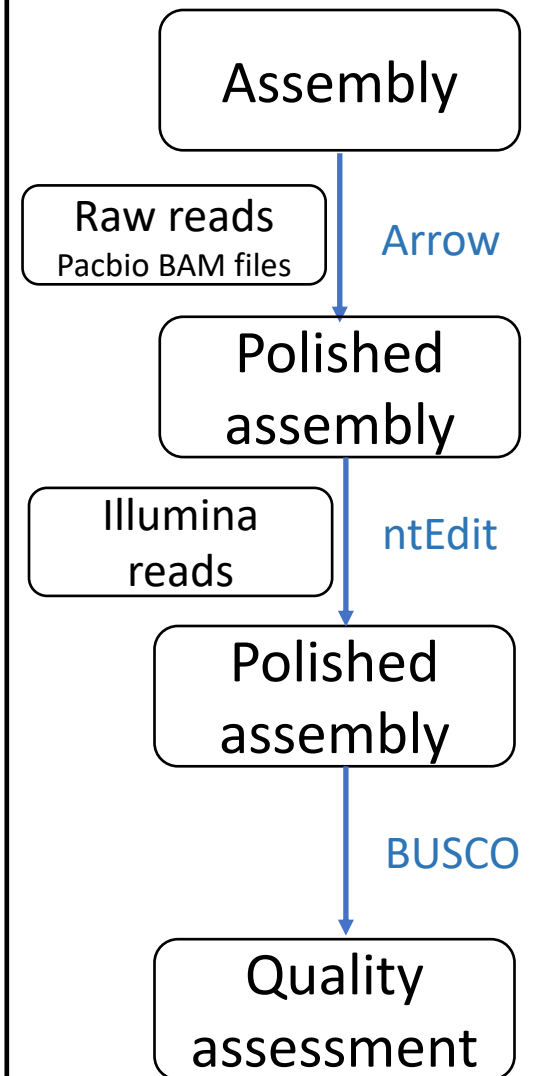 Assembly
Raw reads
Pacbio BAM files
Arrow
Polished
assembly
Illumina
reads
ntEdit
Polished
assembly
BUSCO
Quality
assessment